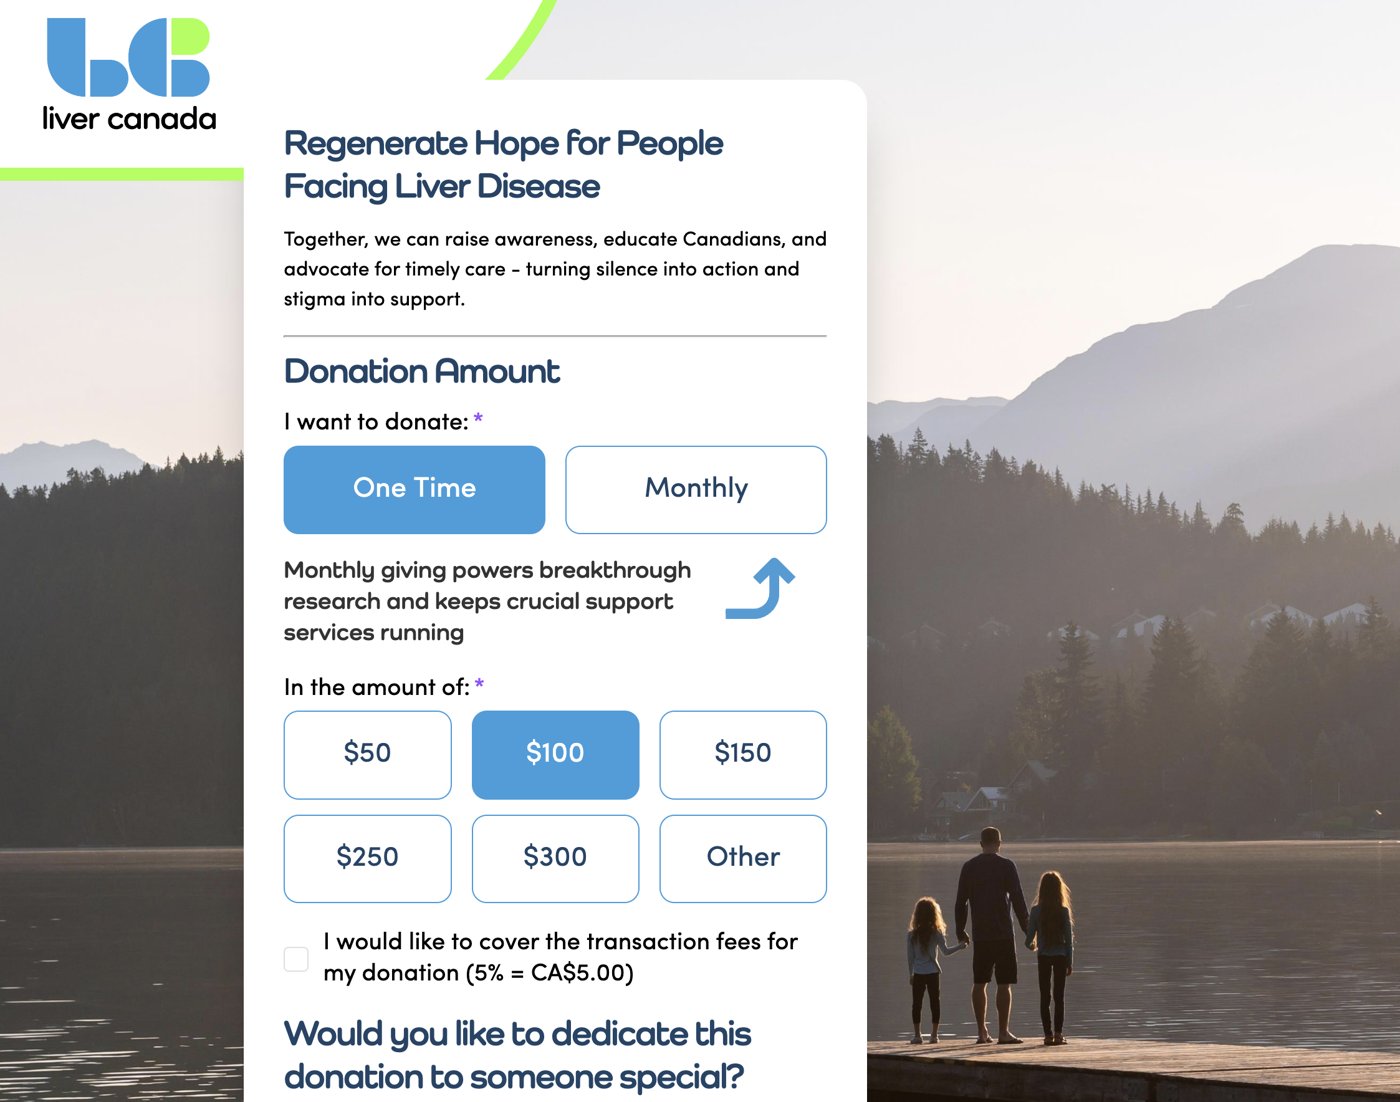 liver canada
Regenerate Hope for People
Facing Liver Disease
Together, we can raise awareness, educate Canadians, and
advocate for timely care - turning silence into action and
stigma into support.
Donation Amount
I want to donate: *
One Time
Monthly
Monthly giving powers breakthrough
research and keeps crucial support
services running
In the amount of: *
$50
$100
$150
$250
$300
Other
I would like to cover the transaction fees for
my donation (5% = CA$5.00)
Would you like to dedicate this
donation to someone special?